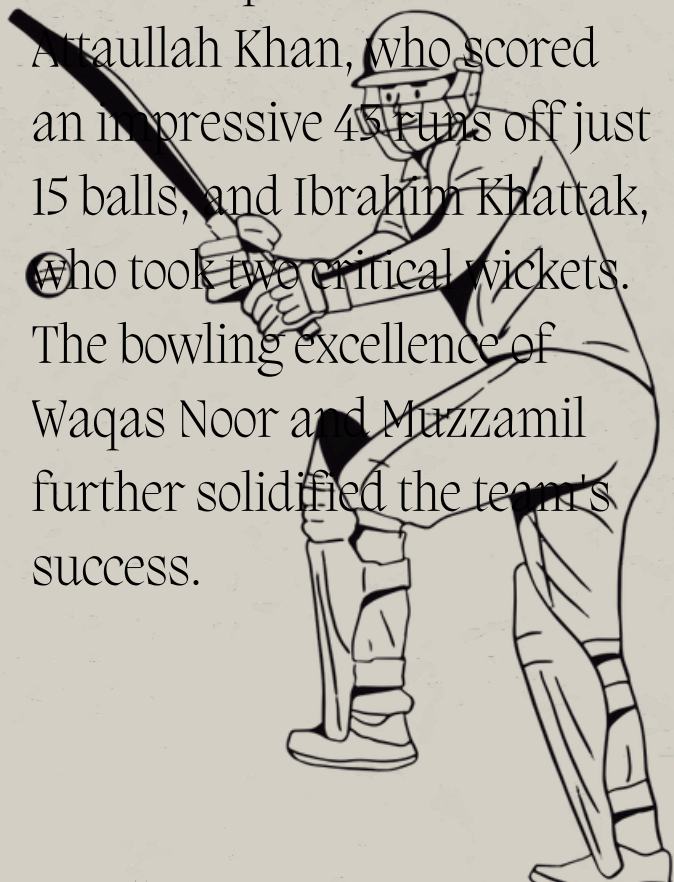 Attaullah Khan, who scored
an impressive 43 runs off just
15 balls, and Ibrahim Khattak,
who took two critical wickets.
The bowling excellence of
Waqas Noor and Muzzamil
further solidified the team's
success.